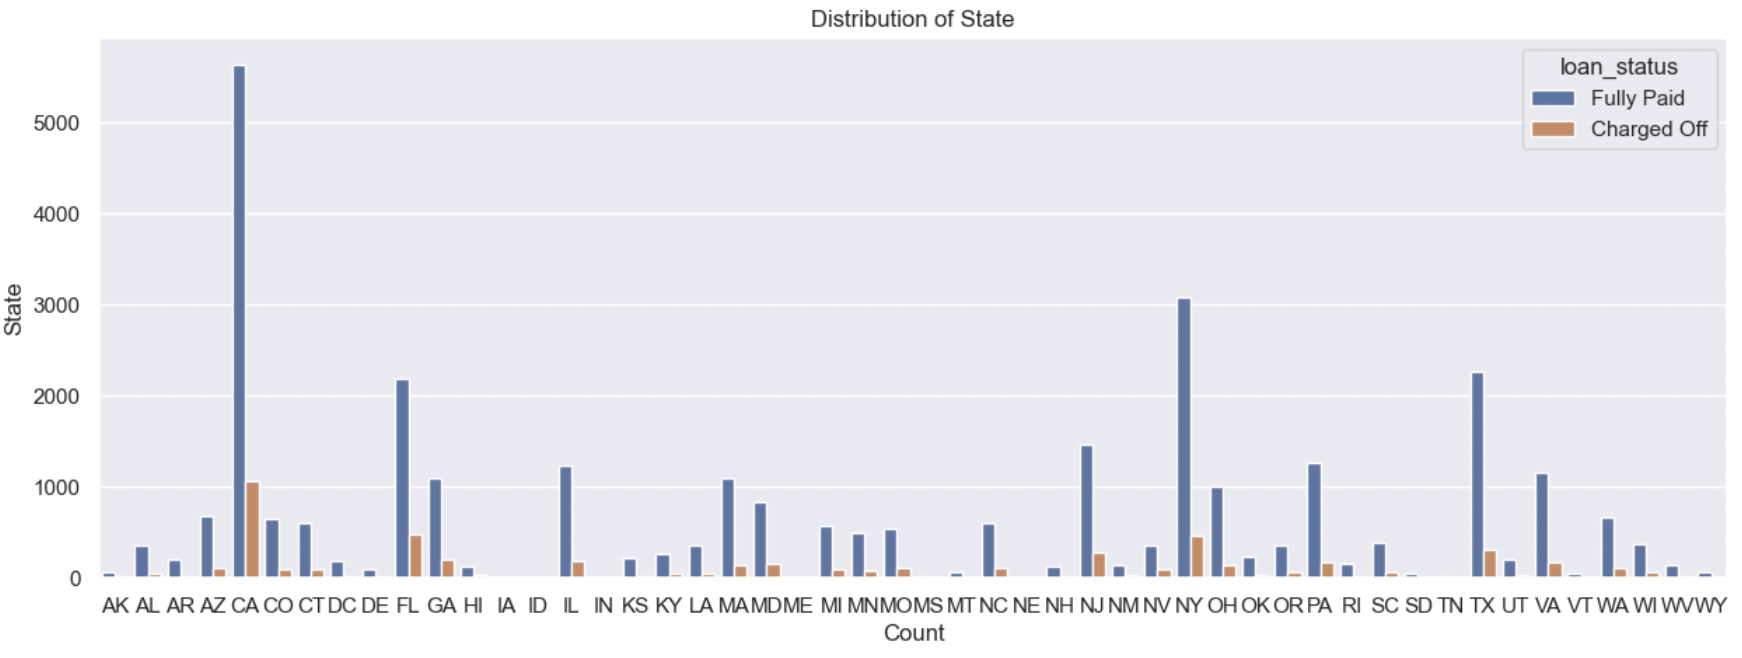 Distribution of State
loan_status
Fully Paid
Charged Off
5000
4000
3000
2000
1000
0
State
AK AL AR AZ CA CO CT DC DE FL GA HI IA ID IL IN KS KY LA MA MD ME MI MN MO MS MT NC NE NH NJ NM NV NY OH OK OR PA RI SC SD TN TX UT VA VT WA WI WV WY
Count